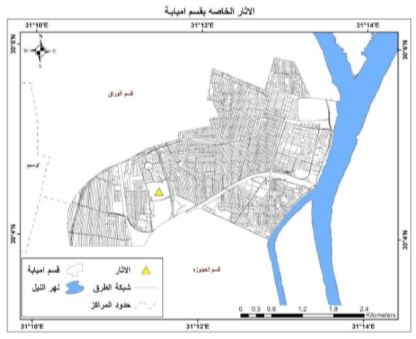 الاثار الخاصه بقسم امبابة
31°10'E 31°12'E 31°14'E
30°6'N 30°6'N
N
W E
S
قسم الوراق
اوسيم
30°4'N 30°4'N
قسم العجوزه
الاثار قسم امبابة
شبكة الطرق نهر النيل
حدود المراكز
0 0.3 0.6 1.2 1.8 2.4
Kilometers
31°10'E 31°12'E 31°14'E